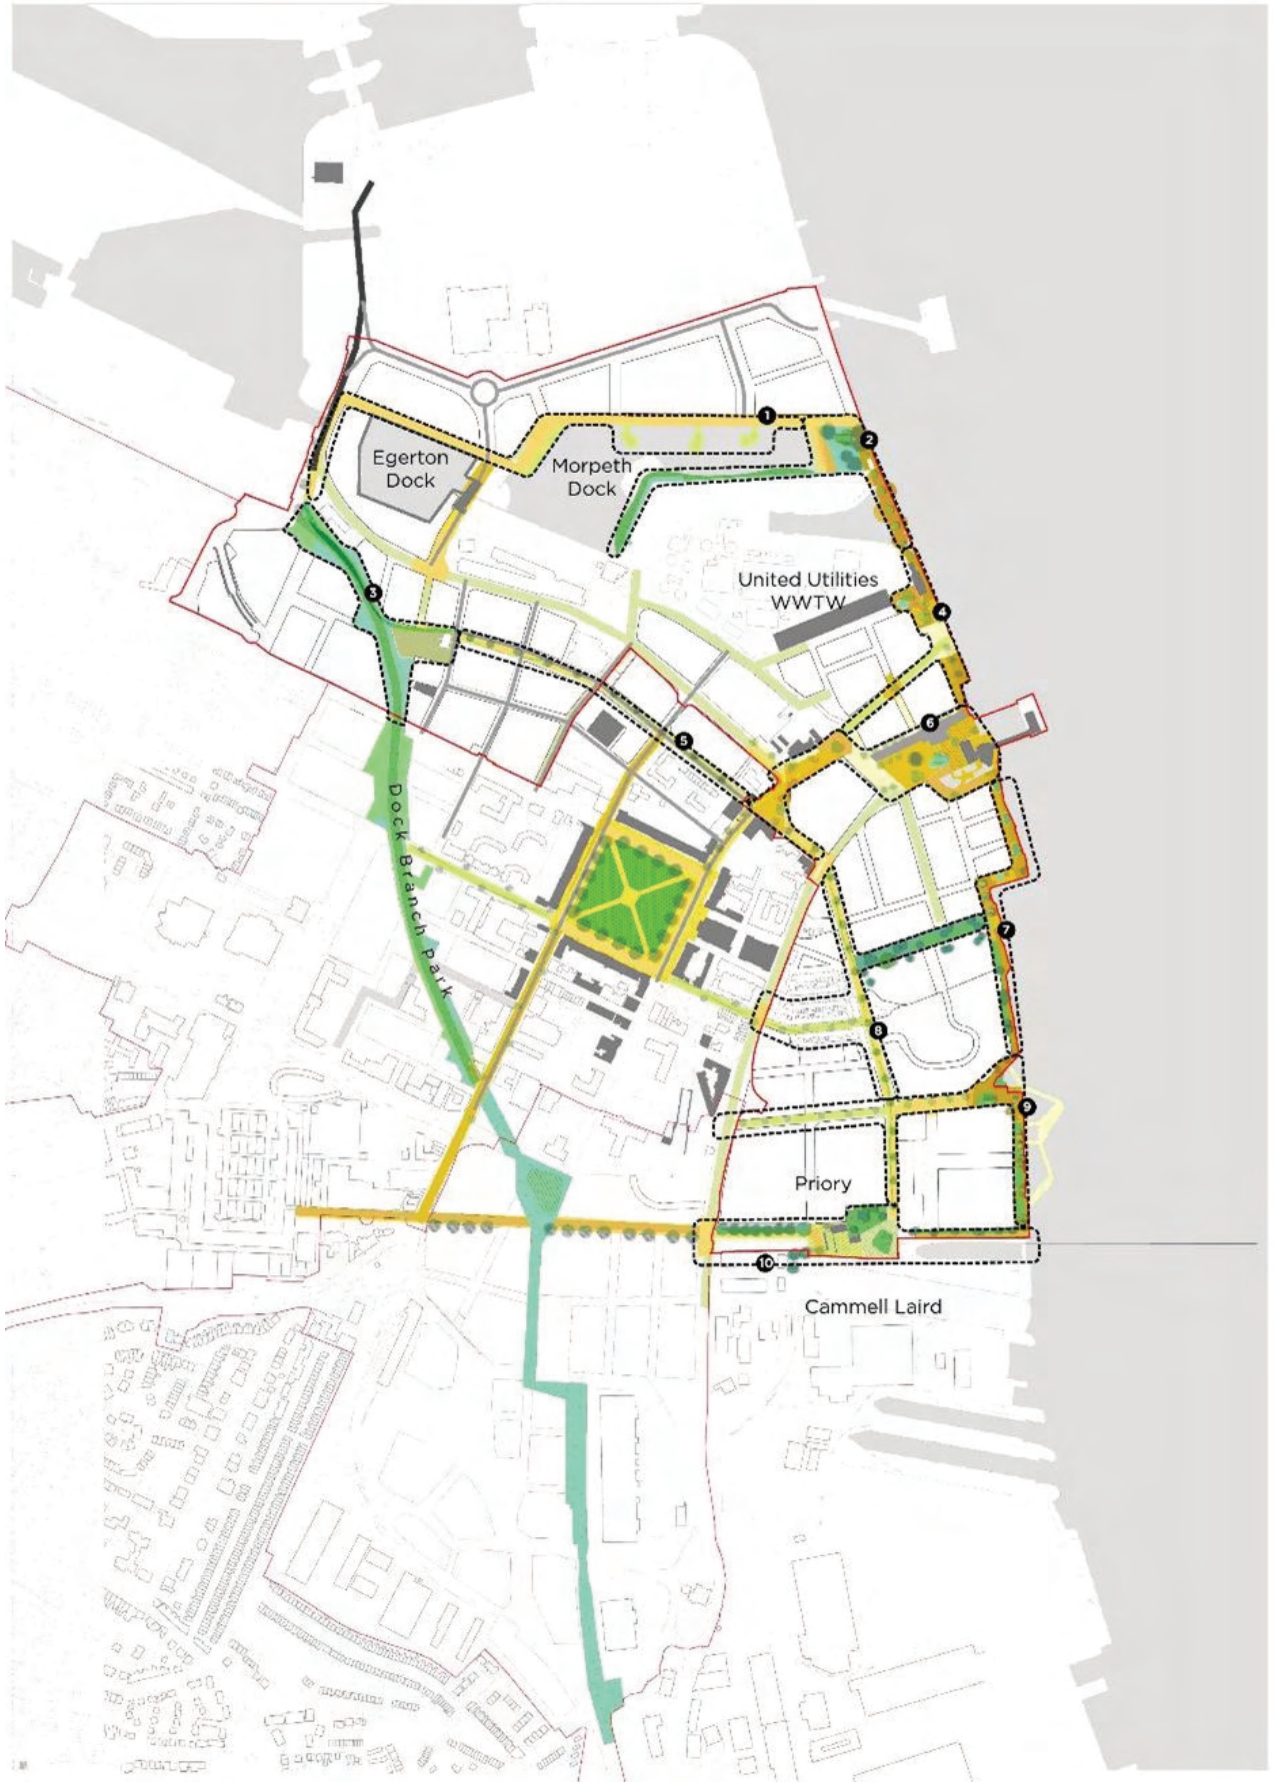 1
2
Egerton
Dock
Morpeth
Dock
United Utilities
WWTW
3
4
6
5
Dock Branch Park
7
8
9
Priory
10
Cammell Laird